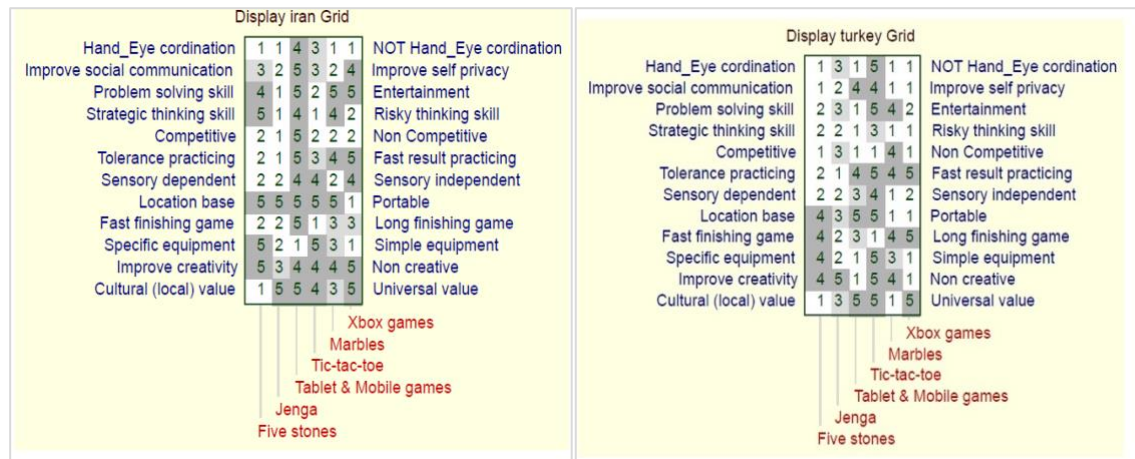 Display iran Grid
Hand_Eye cordination 1 1 4 3 1 1 NOT Hand_Eye cordination
Improve social communication 3 2 5 3 2 4 Improve self privacy
Problem solving skill 4 1 5 2 5 5 Entertainment
Strategic thinking skill 5 1 4 1 4 2 Risky thinking skill
Competitive 2 1 5 2 2 2 Non Competitive
Tolerance practicing 2 1 5 3 4 5 Fast result practicing
Sensory dependent 2 2 4 4 2 4 Sensory independent
Location base 5 5 5 5 5 1 Portable
Fast finishing game 2 2 5 1 3 3 Long finishing game
Specific equipment 5 2 1 5 3 1 Simple equipment
Improve creativity 5 3 4 4 4 5 Non creative
Cultural (local) value 1 5 5 4 3 5 Universal value
Xbox games
Marbles
Tic-tac-toe
Tablet & Mobile games
Jenga
Five stones
Display turkey Grid
Hand_Eye cordination 1 3 1 5 1 1 NOT Hand_Eye cordination
Improve social communication 1 2 4 4 1 1 Improve self privacy
Problem solving skill 2 3 1 5 4 2 Entertainment
Strategic thinking skill 2 2 1 3 1 1 Risky thinking skill
Competitive 1 3 1 1 4 1 Non Competitive
Tolerance practicing 2 1 4 5 4 5 Fast result practicing
Sensory dependent 2 2 3 4 1 2 Sensory independent
Location base 4 3 5 5 1 1 Portable
Fast finishing game 4 2 3 1 4 5 Long finishing game
Specific equipment 4 2 1 5 3 1 Simple equipment
Improve creativity 4 5 1 5 4 1 Non creative
Cultural (local) value 1 3 5 5 1 5 Universal value
Xbox games
Marbles
Tic-tac-toe
Tablet & Mobile games
Jenga
Five stones